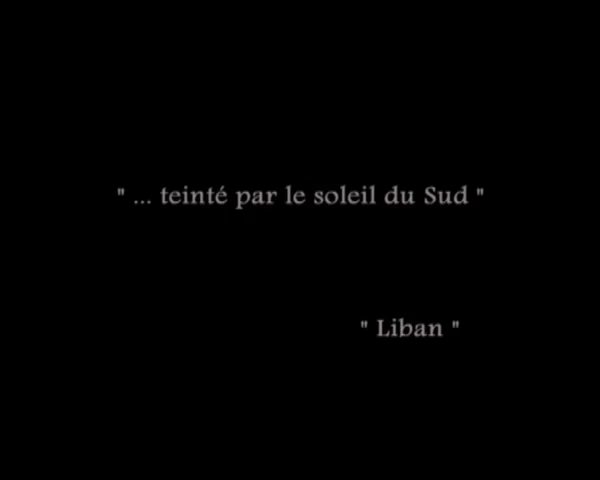 " ... teinté par le soleil du Sud "
" Liban "